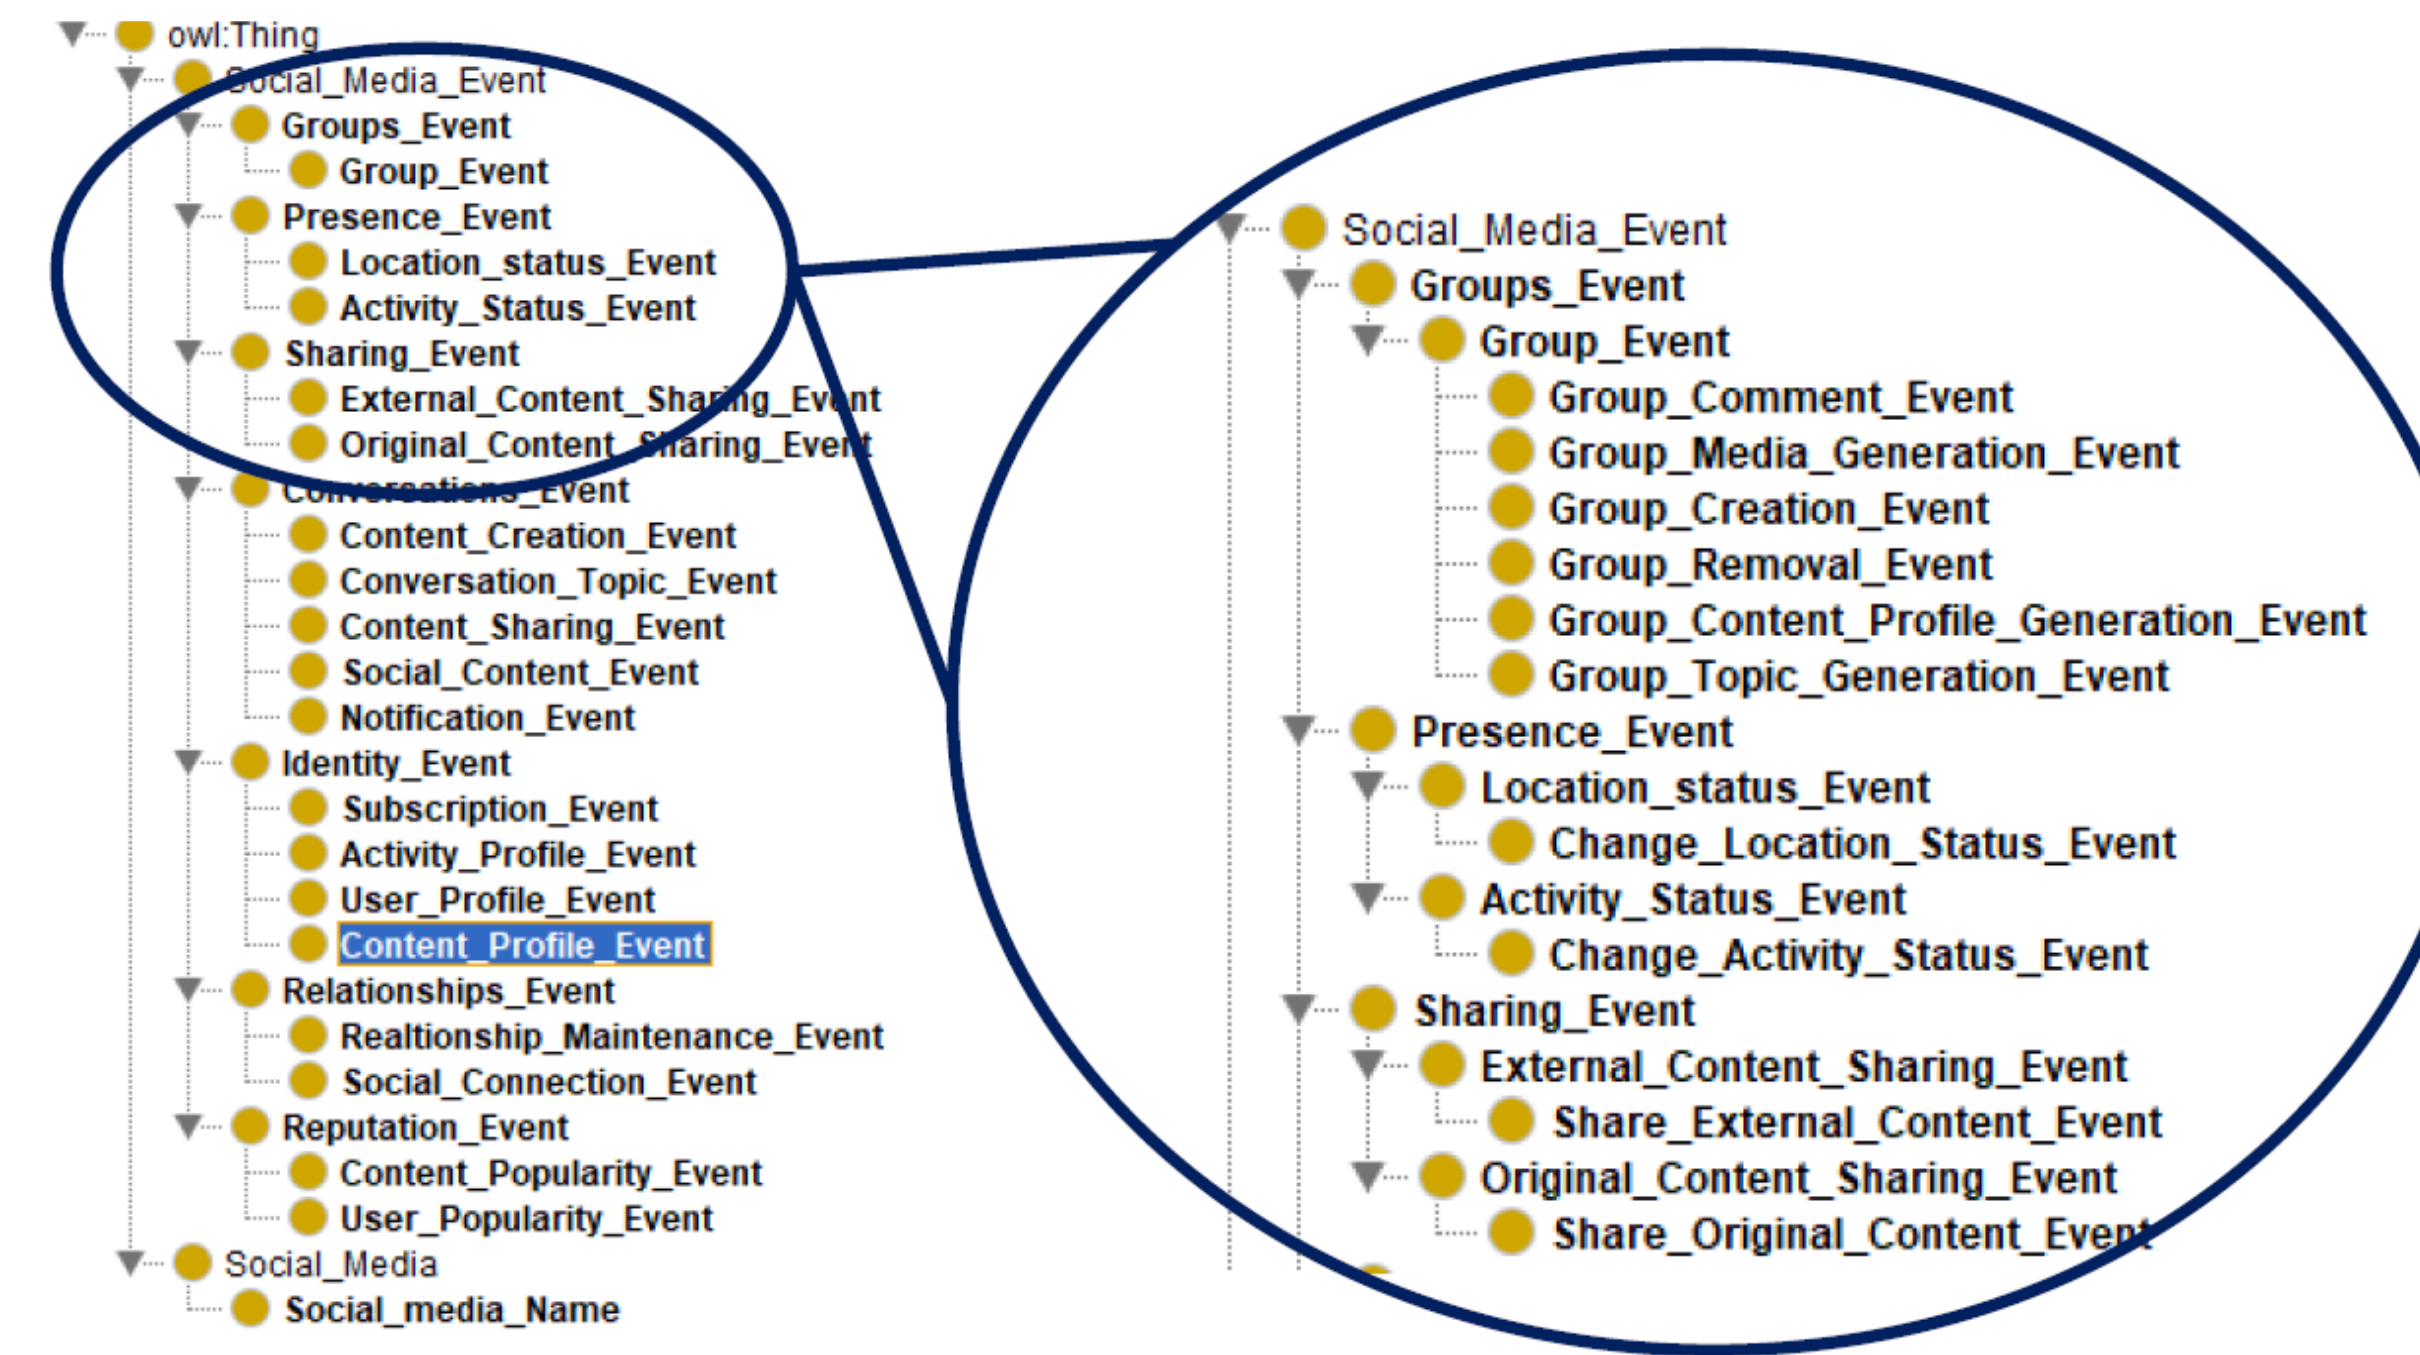 owl:Thing
Social_Media_Event
Groups_Event
Group_Event
Presence_Event
Location_status_Event
Activity_Status_Event
Sharing_Event
External_Content_Sharing_Event
Original_Content_Sharing_Event
Conversations_Event
Content_Creation_Event
Conversation_Topic_Event
Content_Sharing_Event
Social_Content_Event
Notification_Event
Identity_Event
Subscription_Event
Activity_Profile_Event
User_Profile_Event
Content_Profile_Event
Relationships_Event
Realtionship_Maintenance_Event
Social_Connection_Event
Reputation_Event
Content_Popularity_Event
User_Popularity_Event
Social_Media
Social_media_Name
Social_Media_Event
Groups_Event
Group_Event
Group_Comment_Event
Group_Media_Generation_Event
Group_Creation_Event
Group_Removal_Event
Group_Content_Profile_Generation_Event
Group_Topic_Generation_Event
Presence_Event
Location_status_Event
Change_Location_Status_Event
Activity_Status_Event
Change_Activity_Status_Event
Sharing_Event
External_Content_Sharing_Event
Share_External_Content_Event
Original_Content_Sharing_Event
Share_Original_Content_Event